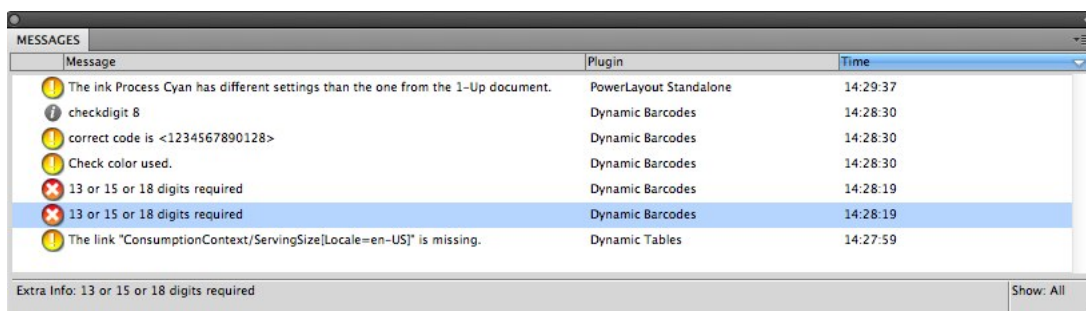 MESSAGES
Message Plugin Time
The ink Process Cyan has different settings than the one from the 1-Up document. PowerLayout Standalone 14:29:37
checkdigit 8 Dynamic Barcodes 14:28:30
correct code is <1234567890128> Dynamic Barcodes 14:28:30
Check color used. Dynamic Barcodes 14:28:30
13 or 15 or 18 digits required Dynamic Barcodes 14:28:19
13 or 15 or 18 digits required Dynamic Barcodes 14:28:19
The link "ConsumptionContext/ServingSize[Locale=en-US]" is missing. Dynamic Tables 14:27:59
Extra Info: 13 or 15 or 18 digits required Show: All